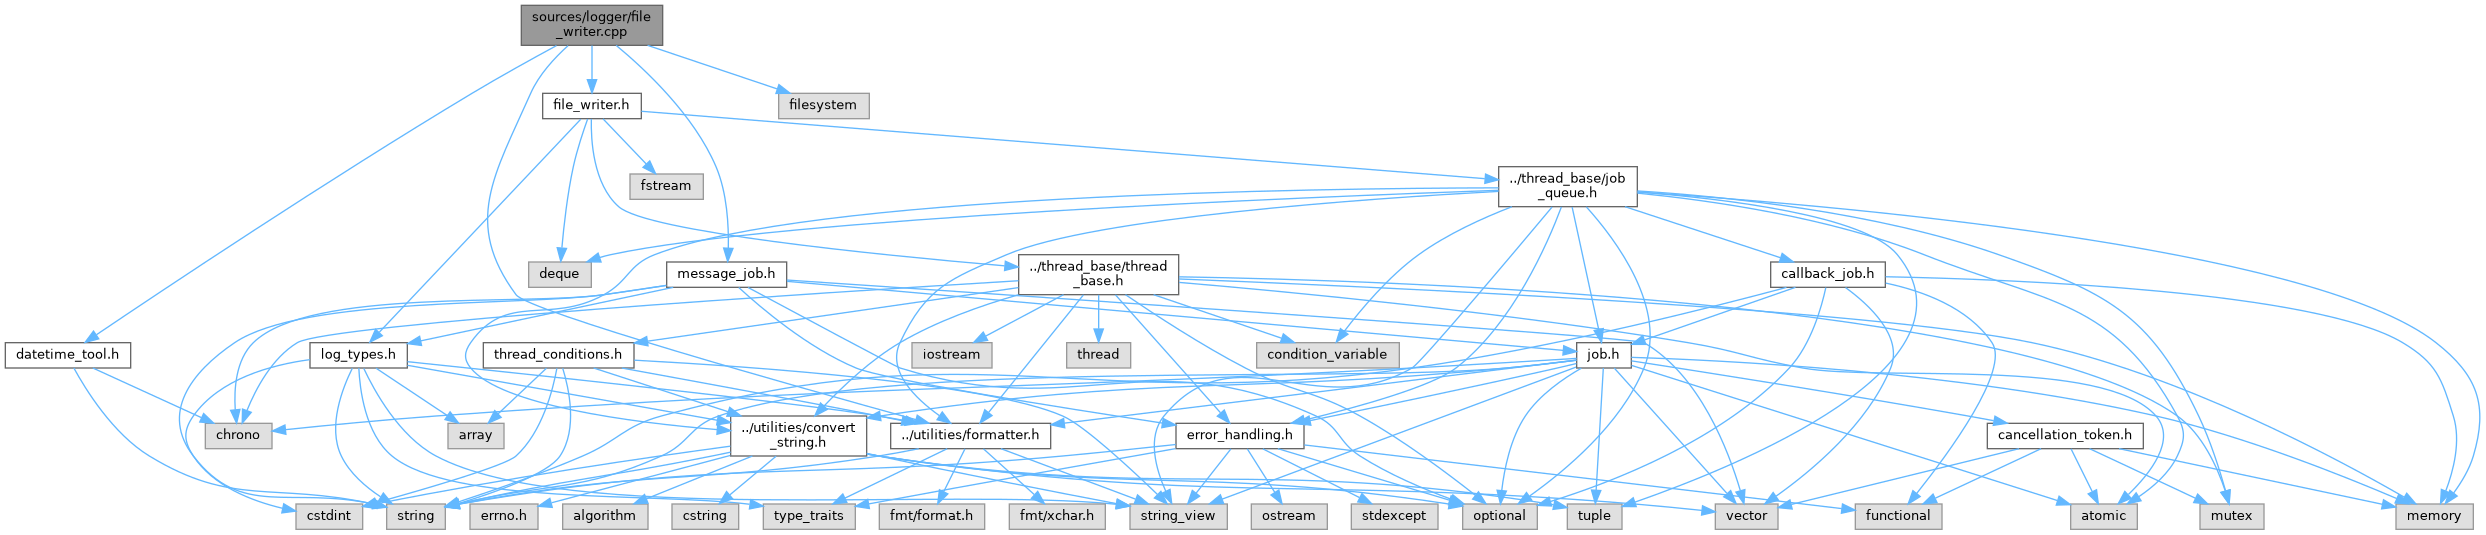 sources/logger/file
_writer.cpp
file_writer.h
filesystem
fstream
../thread_base/job
_queue.h
deque
message_job.h
../thread_base/thread
_base.h
callback_job.h
datetime_tool.h
log_types.h
thread_conditions.h
iostream
thread
condition_variable
job.h
chrono
array
../utilities/convert
_string.h
../utilities/formatter.h
error_handling.h
cancellation_token.h
cstdint
string
errno.h
algorithm
cstring
type_traits
fmt/format.h
fmt/xchar.h
string_view
ostream
stdexcept
optional
tuple
vector
functional
atomic
mutex
memory